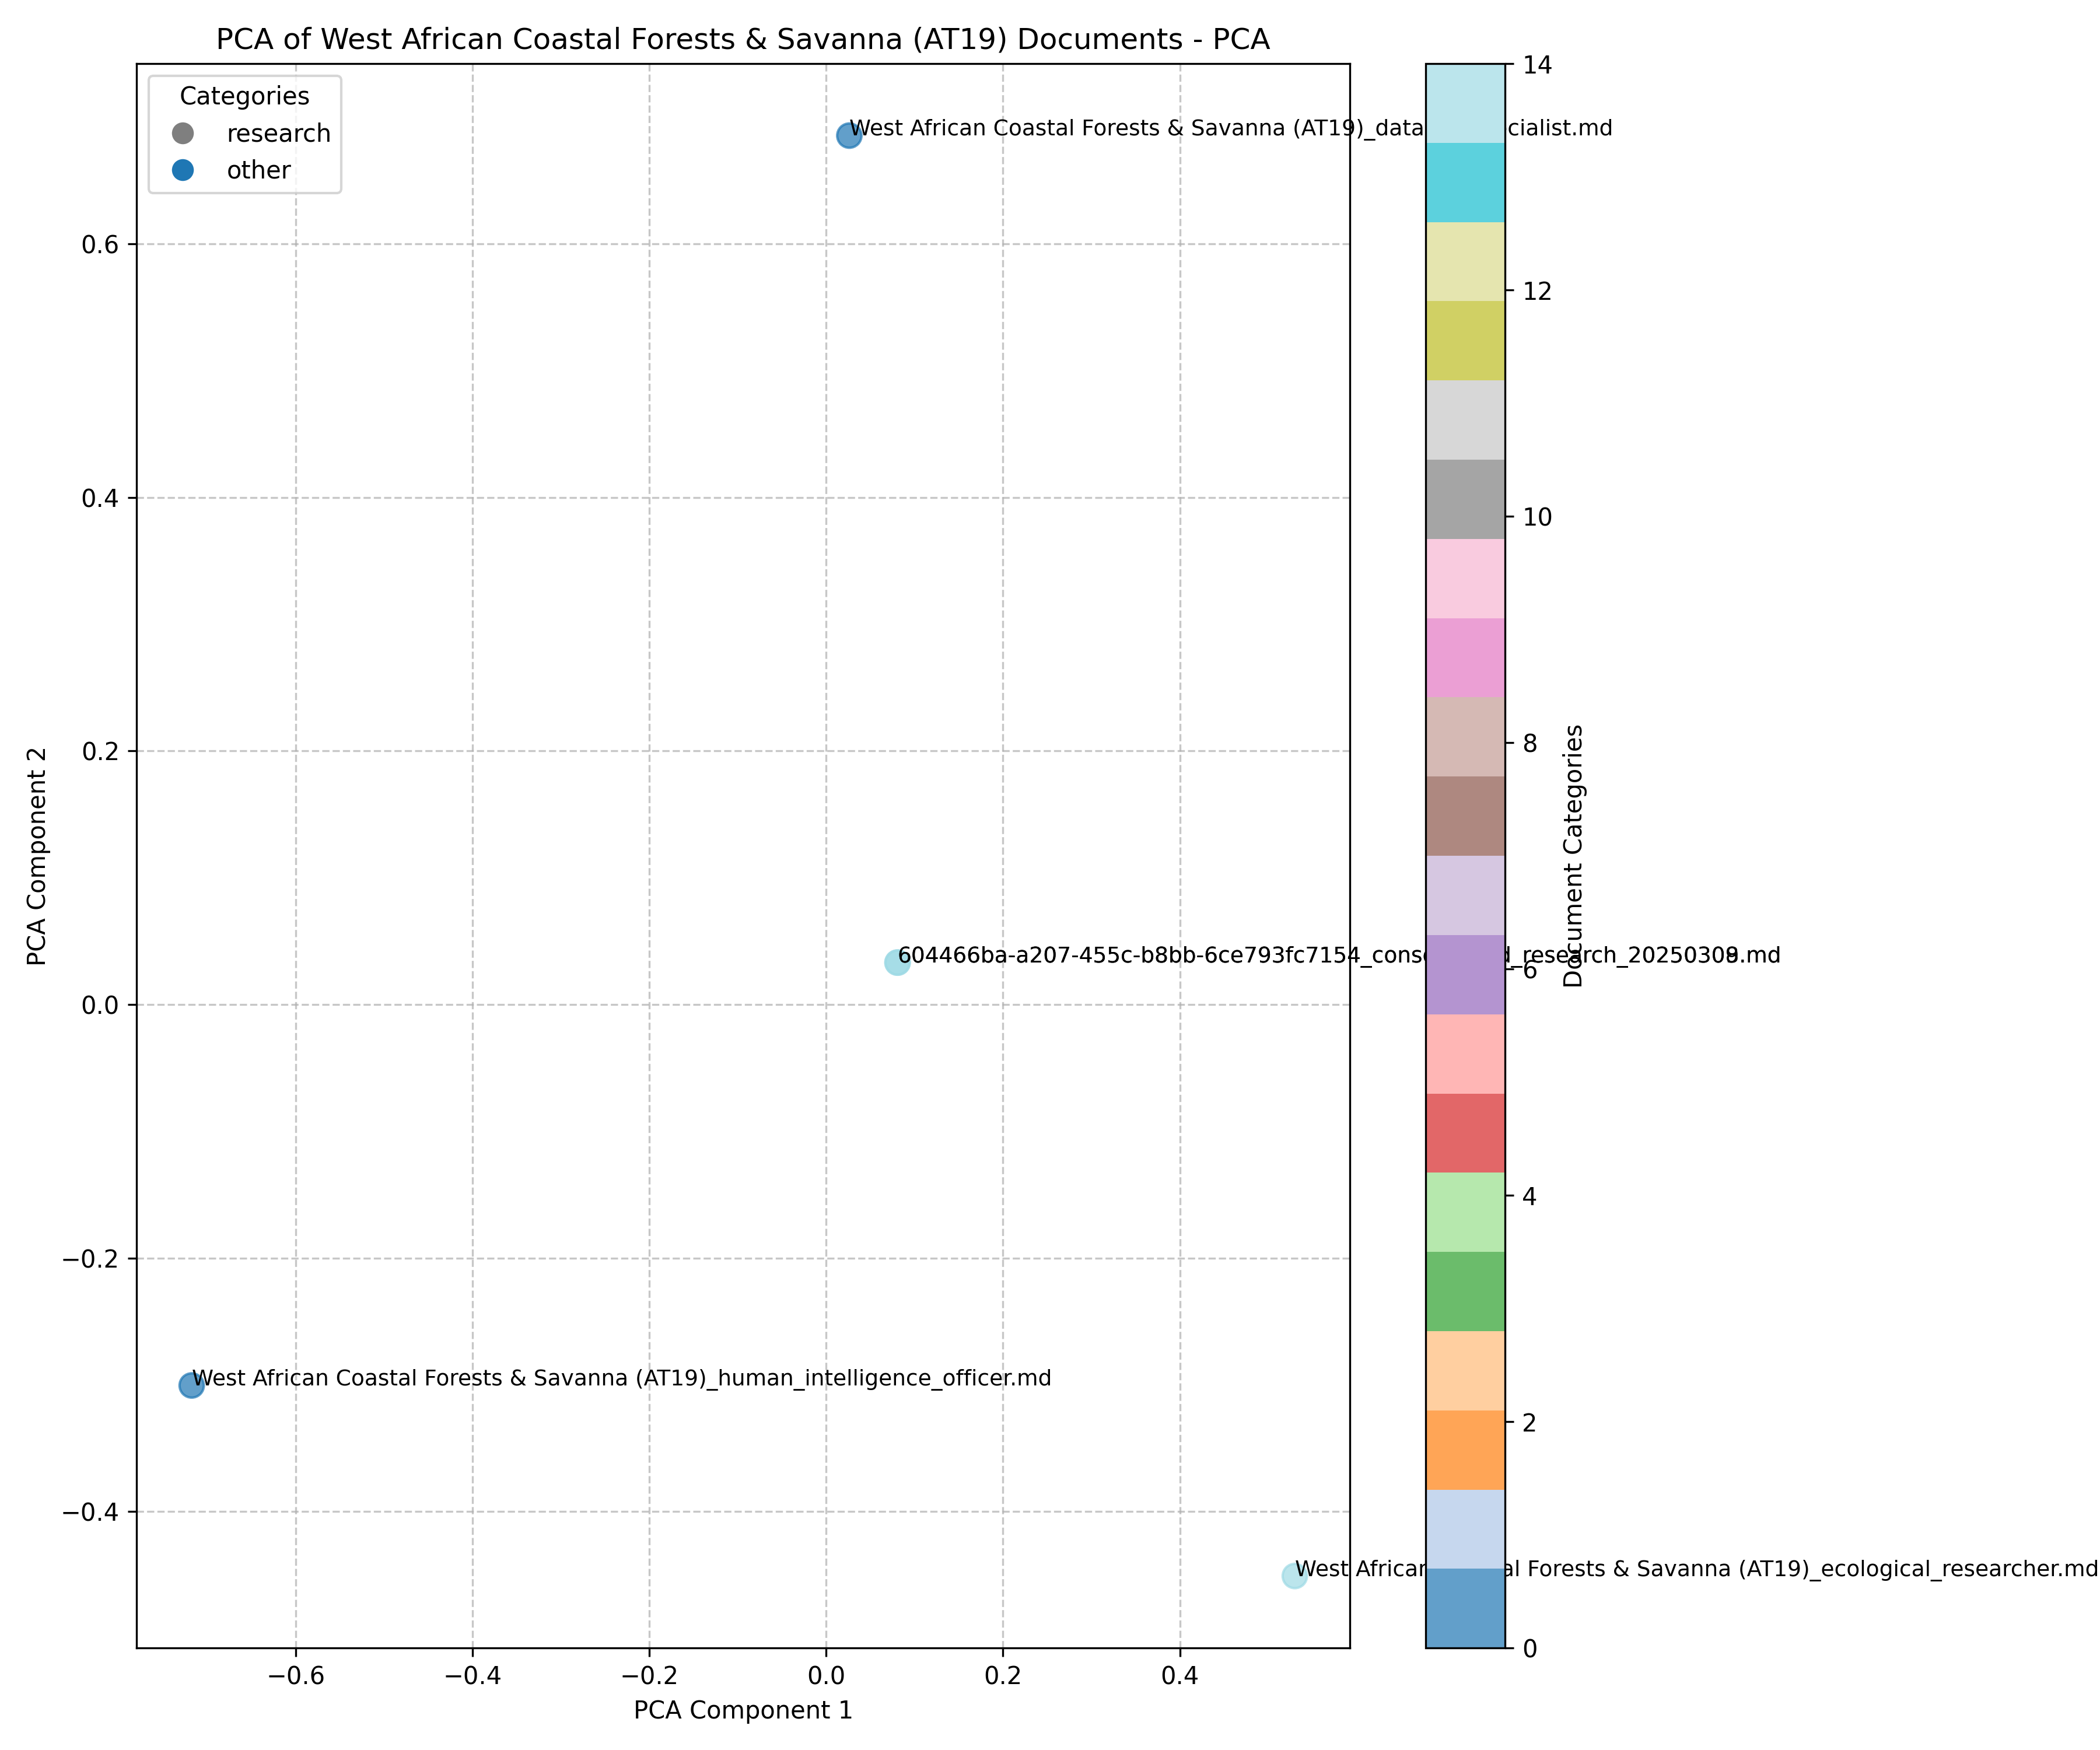 PCA of West African Coastal Forests & Savanna (AT19) Documents - PCA
Categories
research
other
West African Coastal Forests & Savanna (AT19)_data cialist.md
604466ba-a207-455c-b8bb-6ce793fc7154_cons d_research_2025030 .md
West African Coastal Forests & Savanna (AT19)_human_intelligence_officer.md
West African al Forests & Savanna (AT19)_ecological_researcher.md
0.6
0.4
0.2
0.0
−0.2
−0.4
PCA Component 2
−0.6
−0.4
−0.2
0.0
0.2
0.4
PCA Component 1
14
12
10
8
6
4
2
0
Document Categories